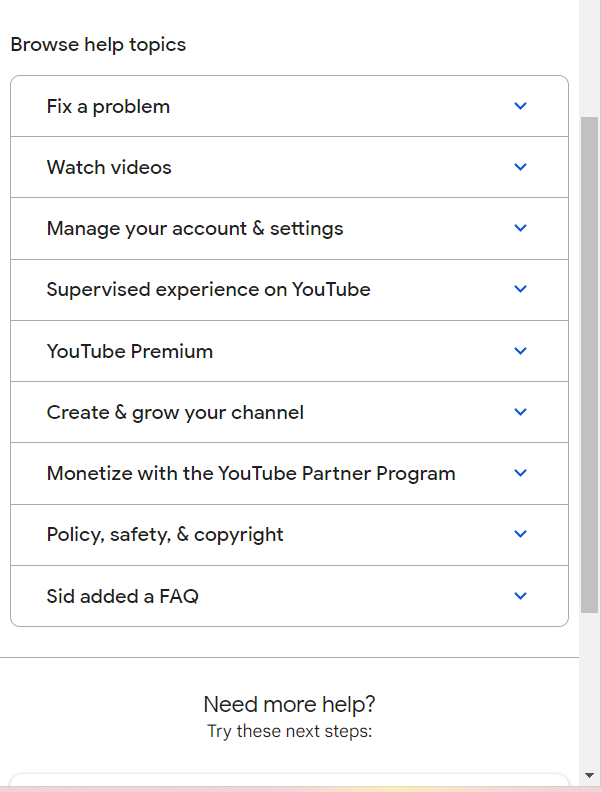 Browse help topics
Fix a problem
Watch videos
Manage your account & settings
Supervised experience on YouTube
YouTube Premium
Create & grow your channel
Monetize with the YouTube Partner Program
Policy, safety, & copyright
Sid added a FAQ
Need more help?
Try these next steps: